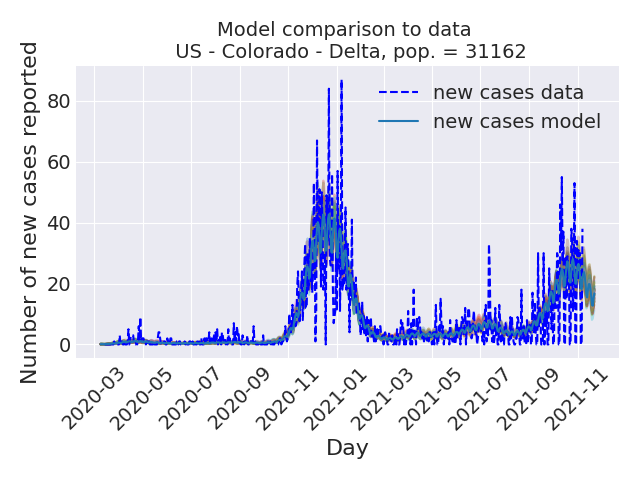 Model comparison to data
US - Colorado - Delta, pop. = 31162
Number of new cases reported
80
60
40
20
0
new cases data
new cases model
2020-03
2020-05
2020-07
2020-09
2020-11
2021-01
2021-03
2021-05
2021-07
2021-09
2021-11
Day